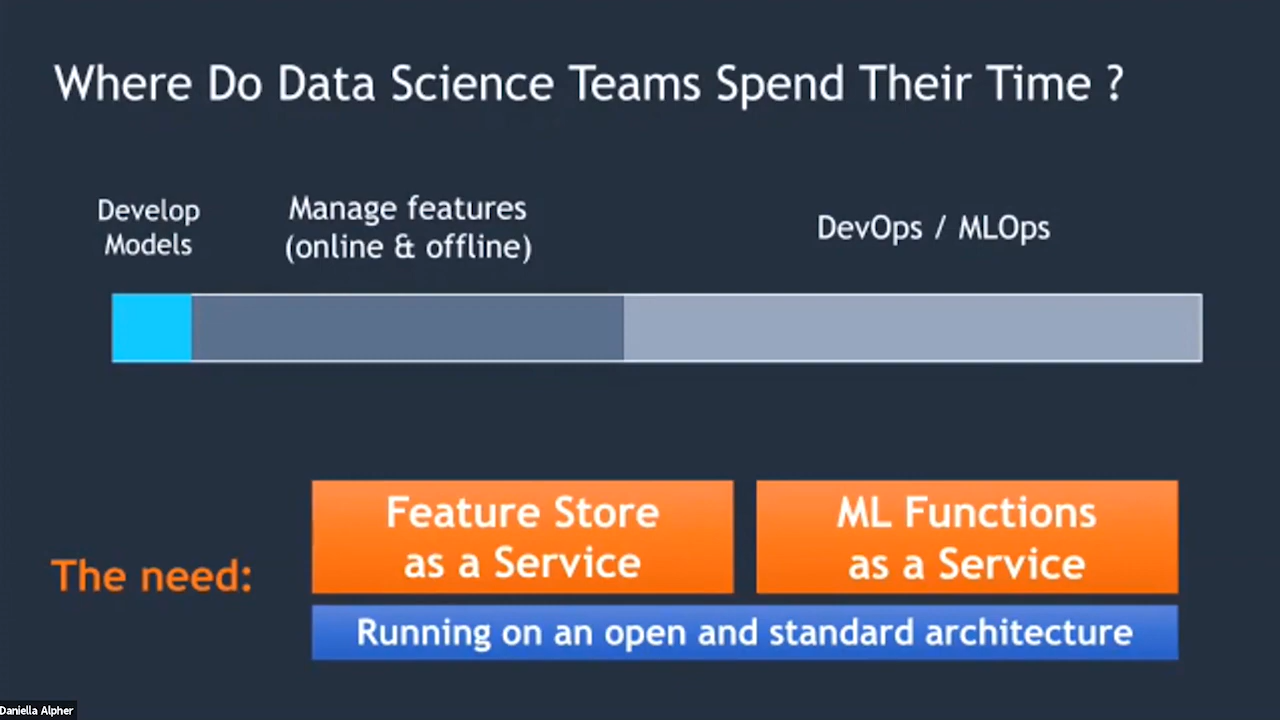 Where Do Data Science Teams Spend Their Time ?
Develop
Models
Manage features
(online & offline)
DevOps / MLOps
The need:
Feature Store
as a Service
ML Functions
as a Service
Running on an open and standard architecture
Daniella Alpher